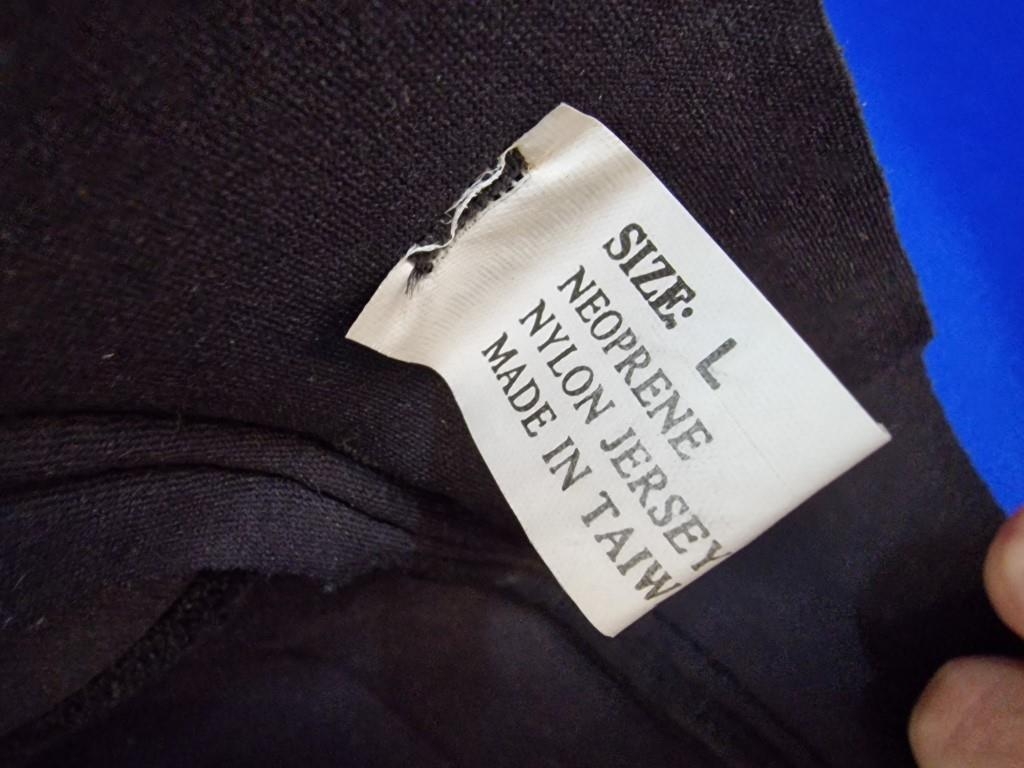 SIZE: L
NEOPRENE
NYLON JERSEY
MADE IN TAIW